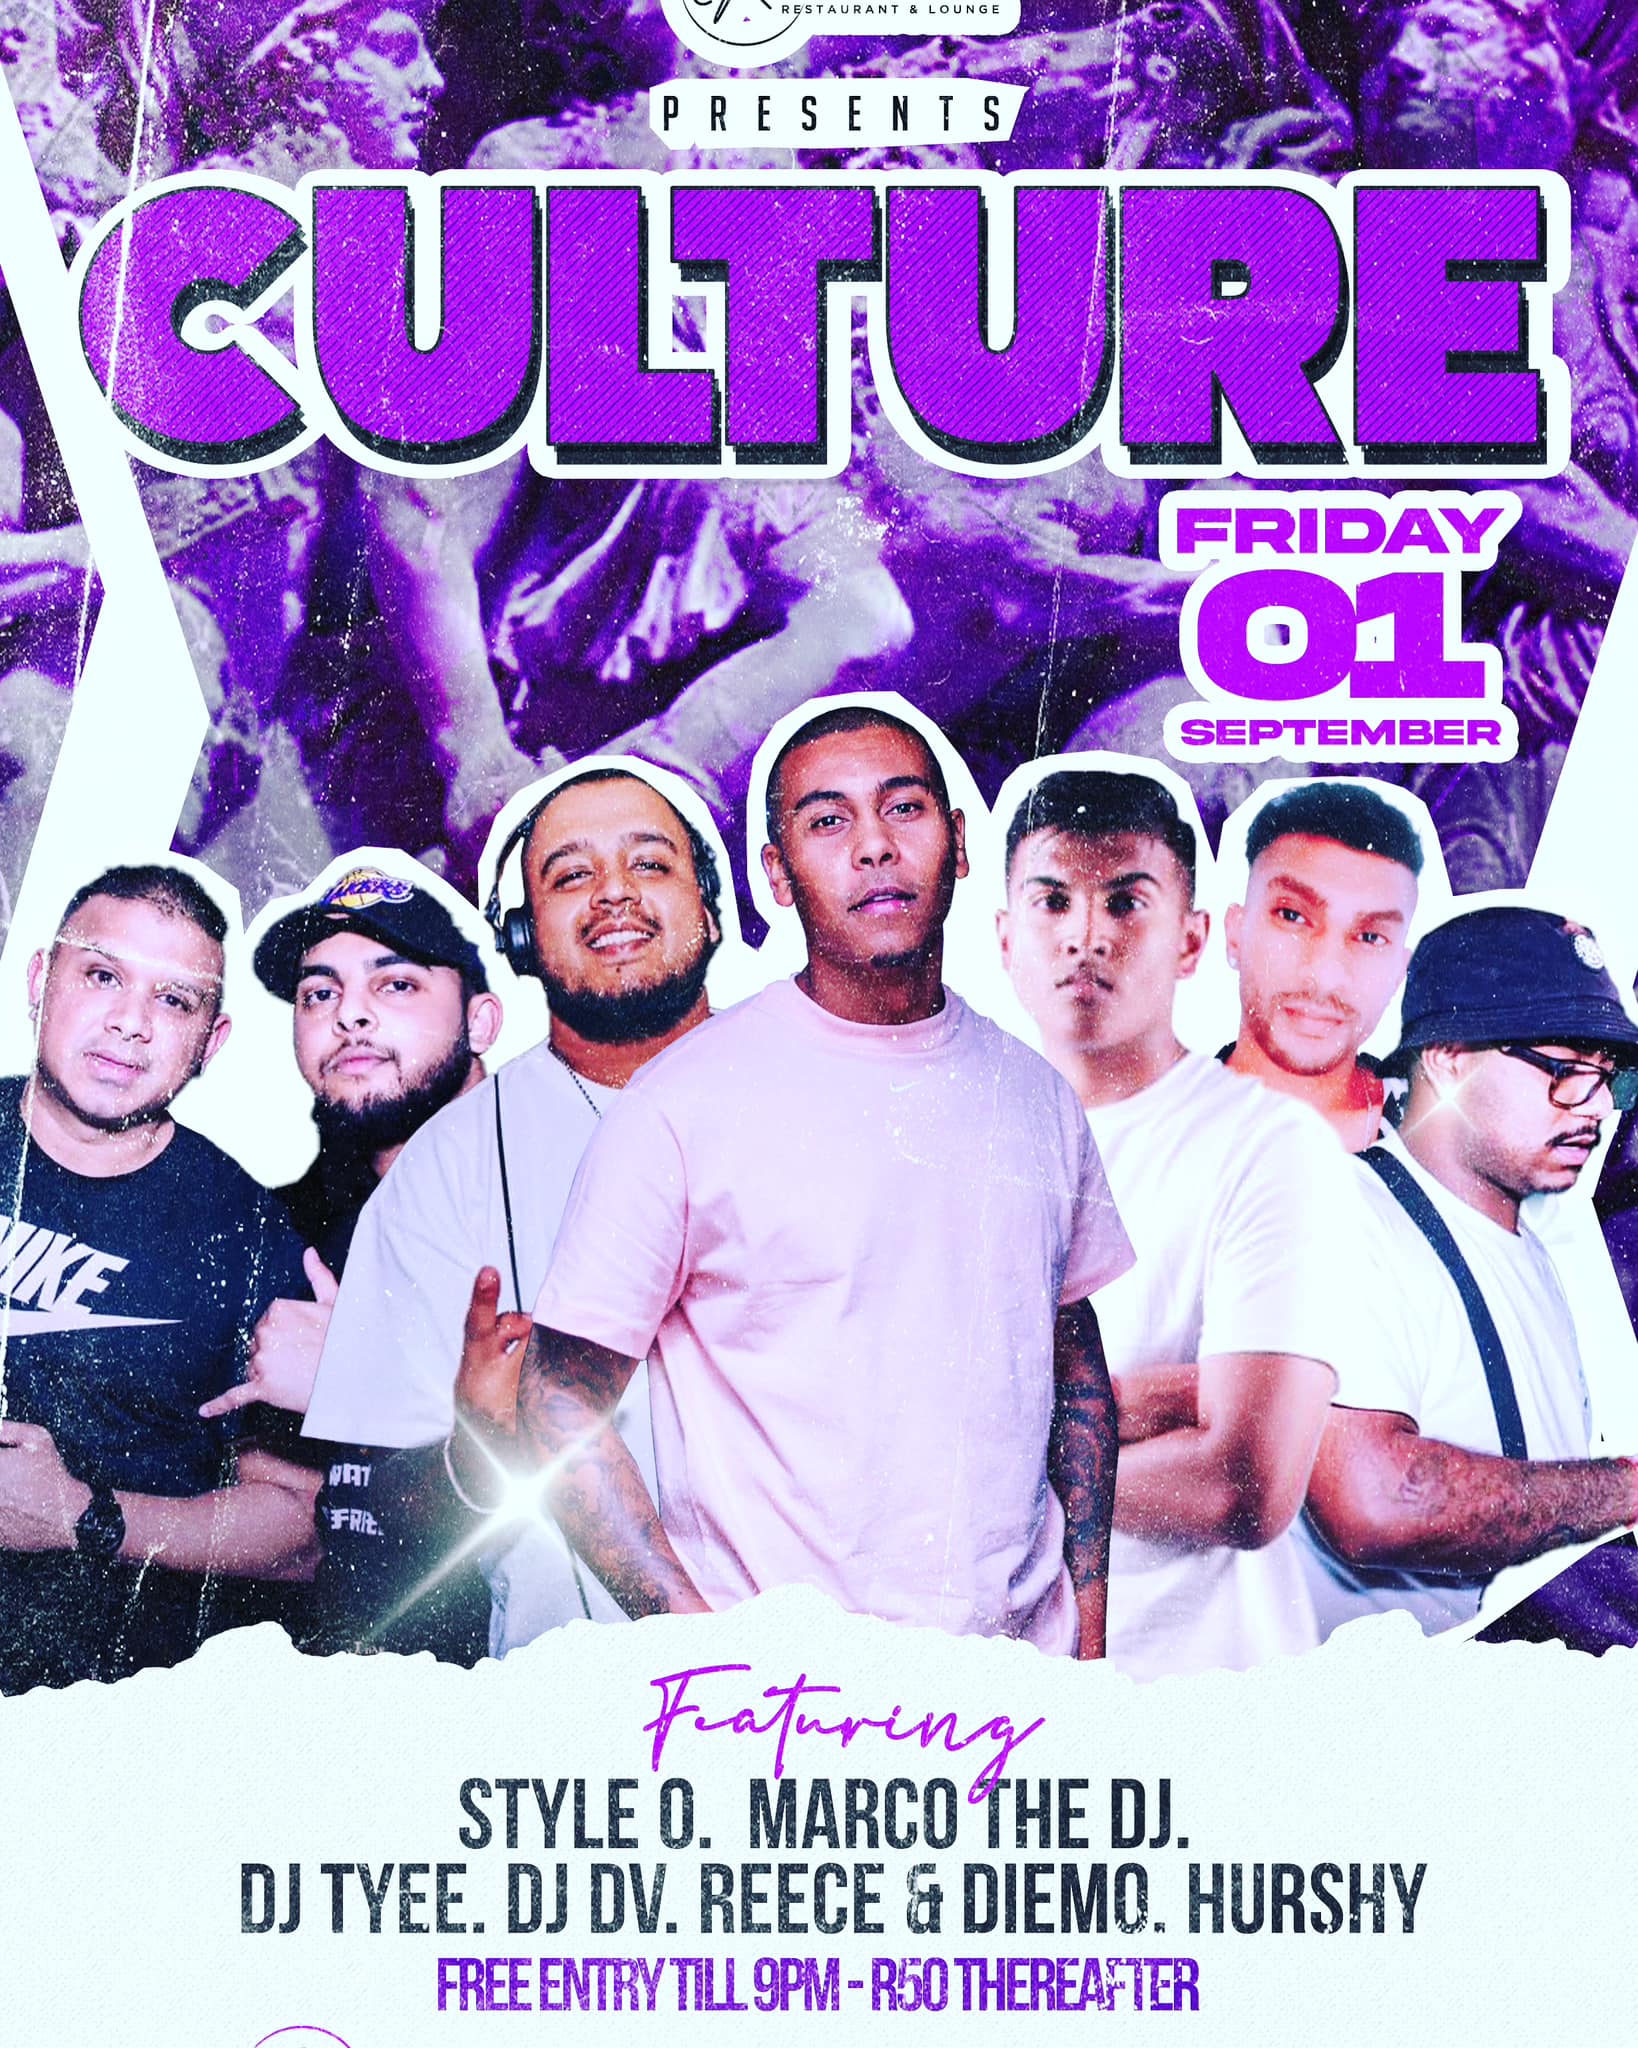 RESTAURANT & LOUNGE
PRESENTS
CULTURE
FRIDAY
01
SEPTEMBER
LAKERS
NIKE
Featuring
STYLE O. MARCO THE DJ.
DJ TYEE. DJ DV. REECE & DIEMO. HURSHY
FREE ENTRY TILL 9PM - R50 THEREAFTER